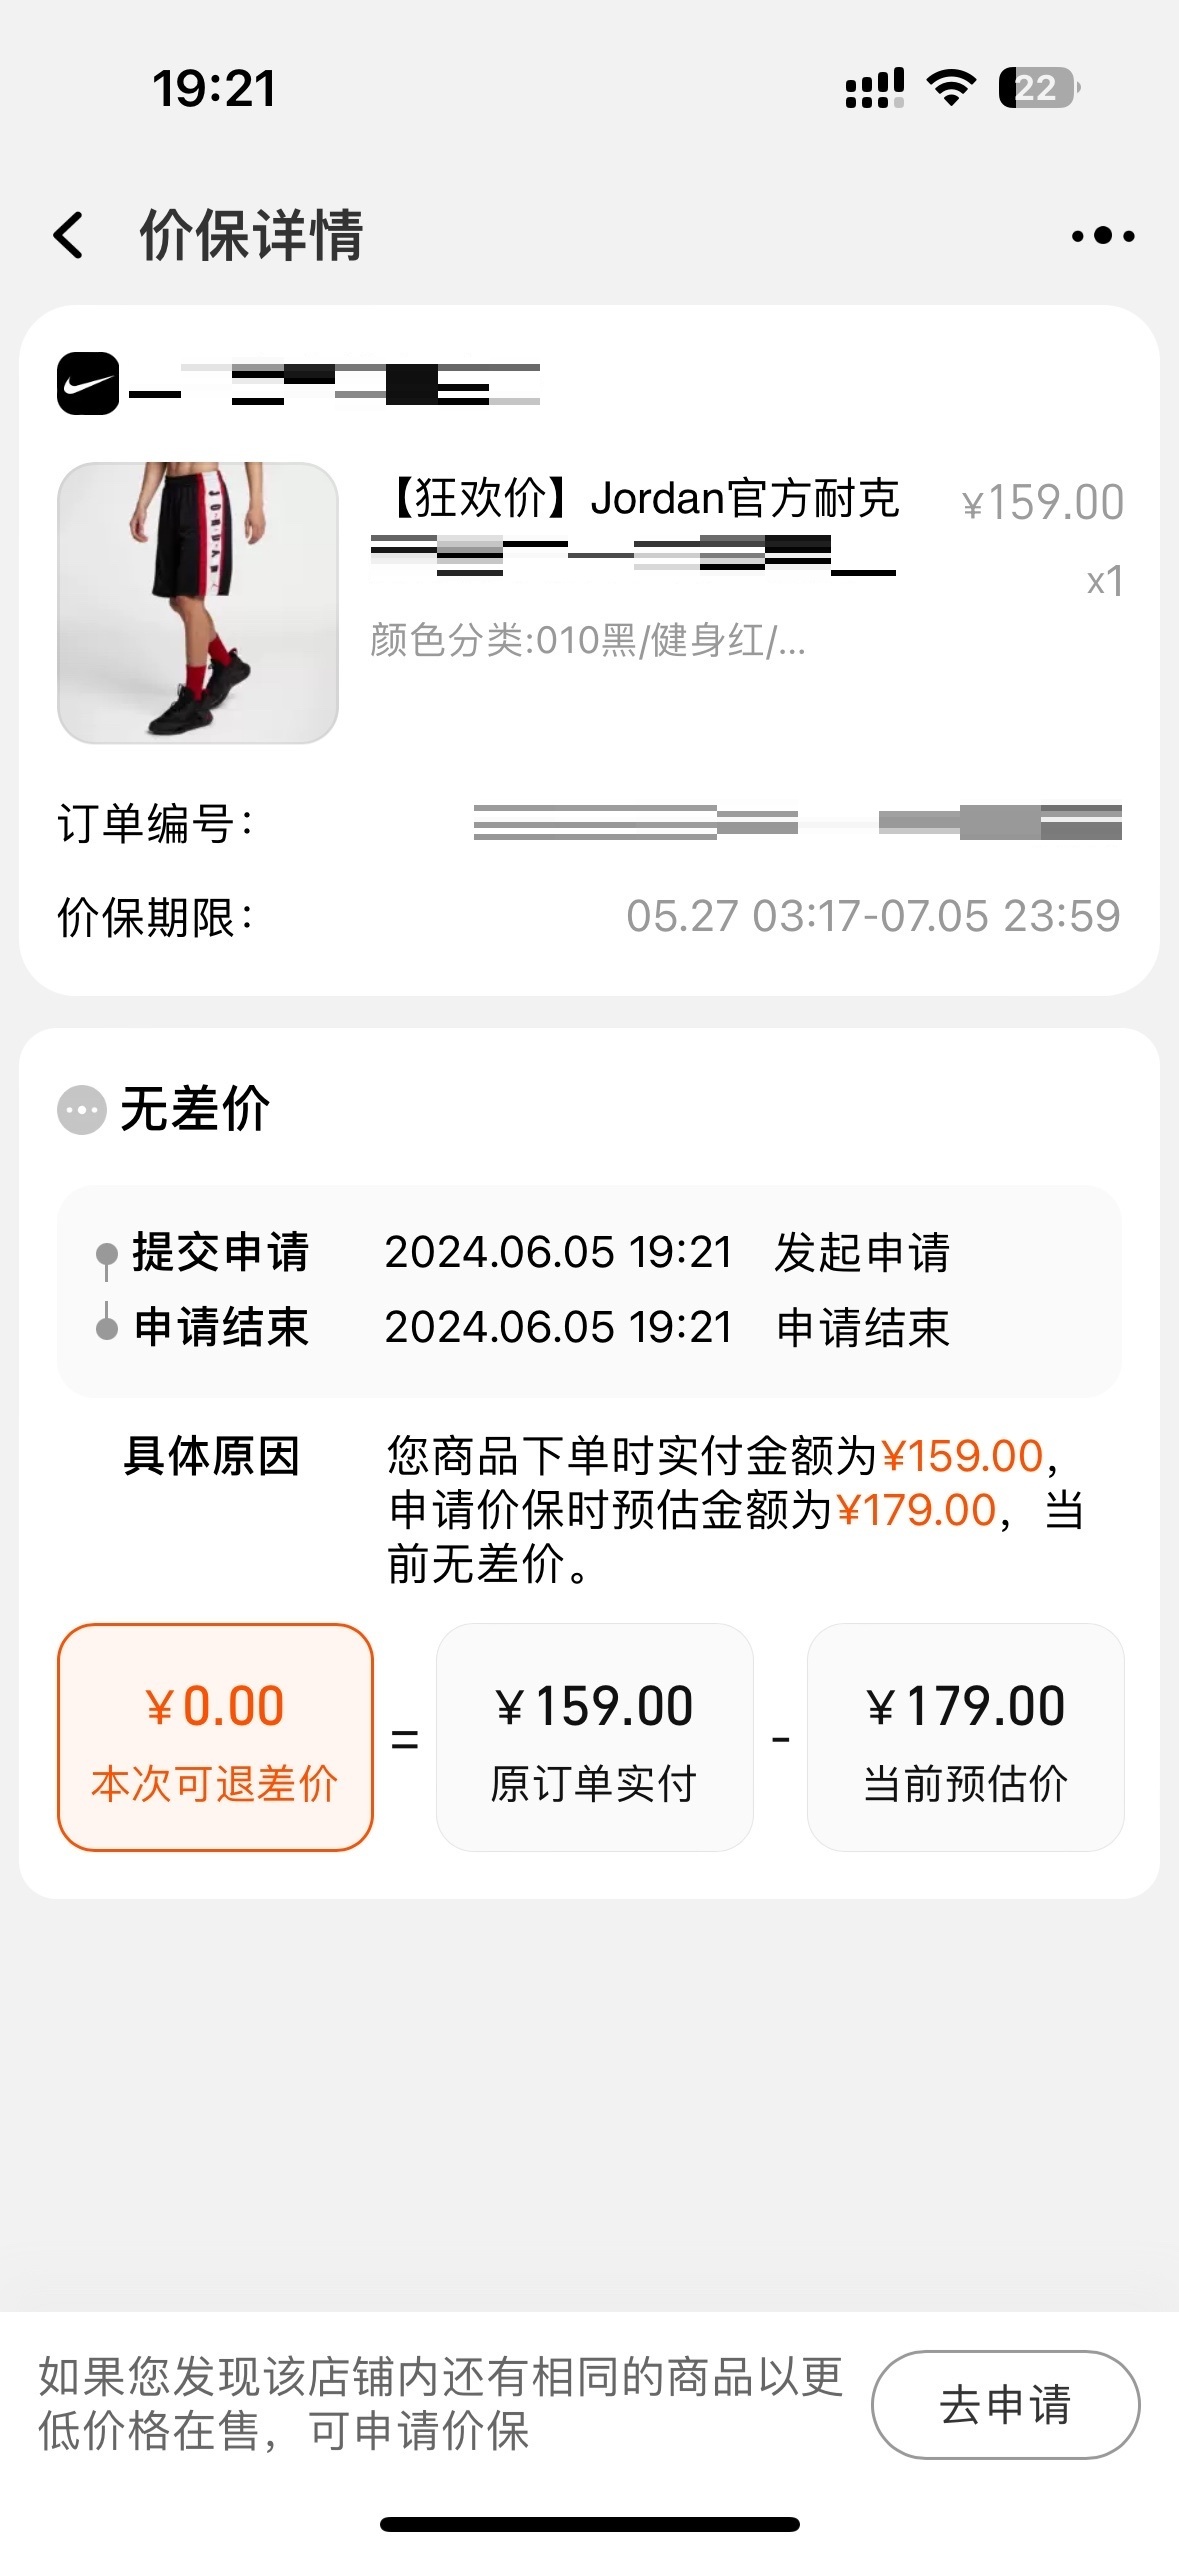 19:21
22
价保详情
【狂欢价】Jordan官方耐克
¥159.00
x1
颜色分类:010黑/健身红/...
订单编号：
价保期限：
05.27 03:17-07.05 23:59
无差价
提交申请 2024.06.05 19:21 发起申请
申请结束 2024.06.05 19:21 申请结束
具体原因
您商品下单时实付金额为¥159.00，
申请价保时预估金额为¥179.00，当
前无差价。
¥0.00 = ¥159.00 - ¥179.00
本次可退差价 原订单实付 当前预估价
如果您发现该店铺内还有相同的商品以更
低价格在售，可申请价保
去申请